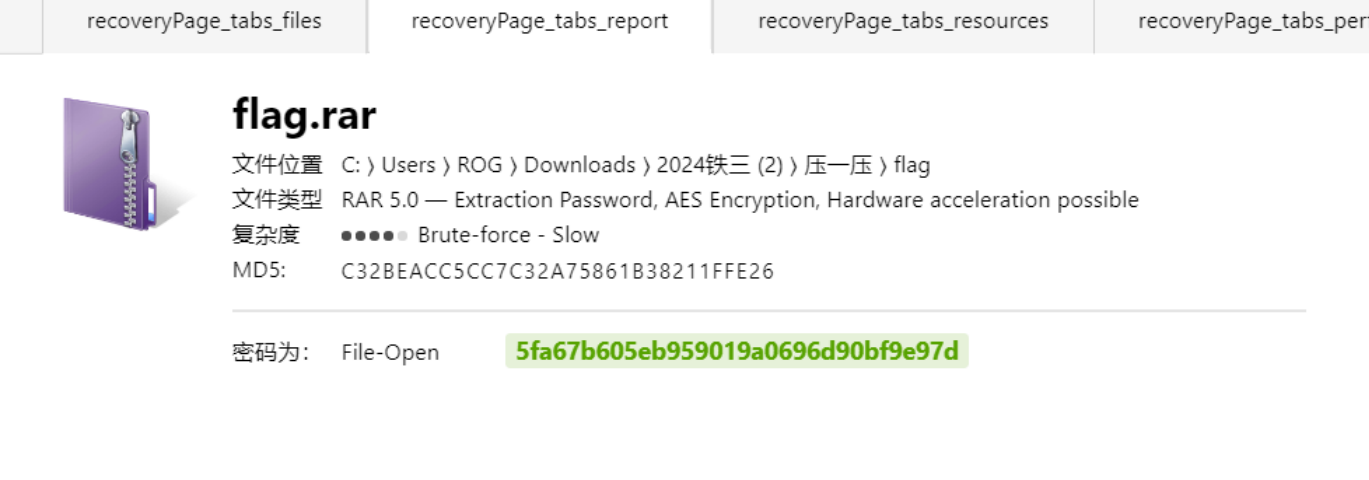 recoveryPage_tabs_files recoveryPage_tabs_report recoveryPage_tabs_resources
flag.rar
文件位置 C: 〉Users 〉ROG 〉Downloads 〉2024铁三 (2) 〉压一压 〉flag
文件类型 RAR 5.0 — Extraction Password, AES Encryption, Hardware acceleration possible
复杂度 Brute-force - Slow
MD5: C32BEACC5CC7C32A75861B38211FFE26
密码为： File-Open 5fa67b605eb959019a0696d90bf9e97d